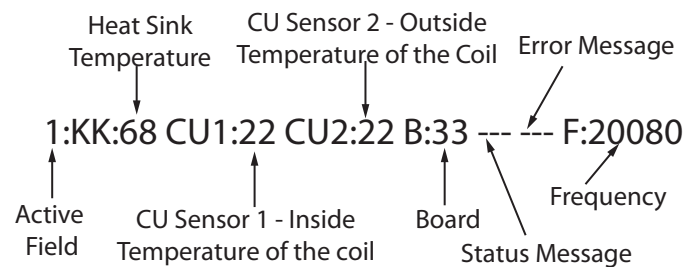 Heat Sink
Temperature
CU Sensor 2 - Outside
Temperature of the Coil
Error Message
1:KK:68 CU1:22 CU2:22 B:33 --- --- F:20080
Active
Field
CU Sensor 1 - Inside
Temperature of the coil
Board
Status Message
Frequency